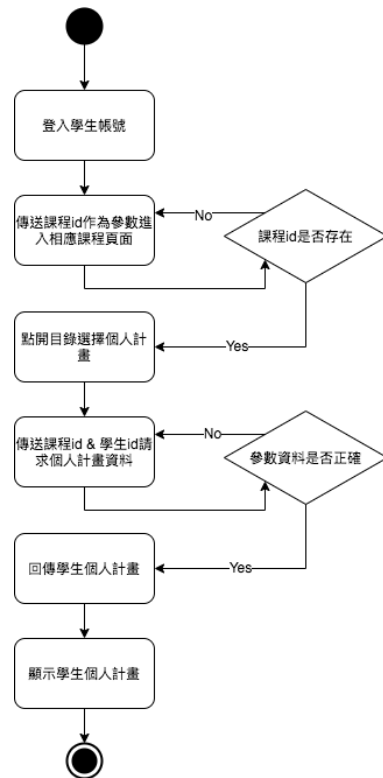 登入學生帳號
傳送課程id作為參數進
入相應課程頁面
No
課程id是否存在
點開目錄選擇個人計
畫
Yes
傳送課程id & 學生id請
求個人計畫資料
No
參數資料是否正確
回傳學生個人計畫
Yes
顯示學生個人計畫